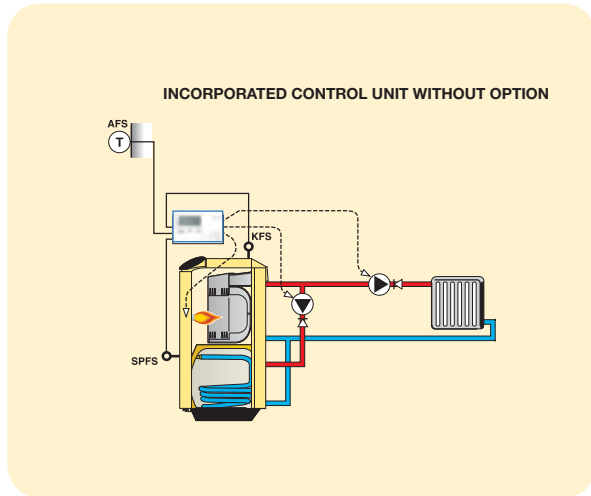 INCORPORATED CONTROL UNIT WITHOUT OPTION
AFS
T
KFS
SPFS